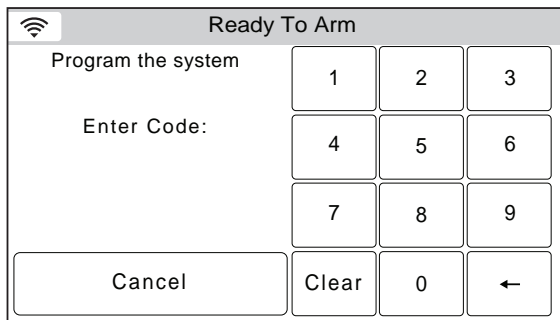 Ready To Arm
Program the system
Enter Code:
1 2 3
4 5 6
7 8 9
Cancel Clear 0 ←